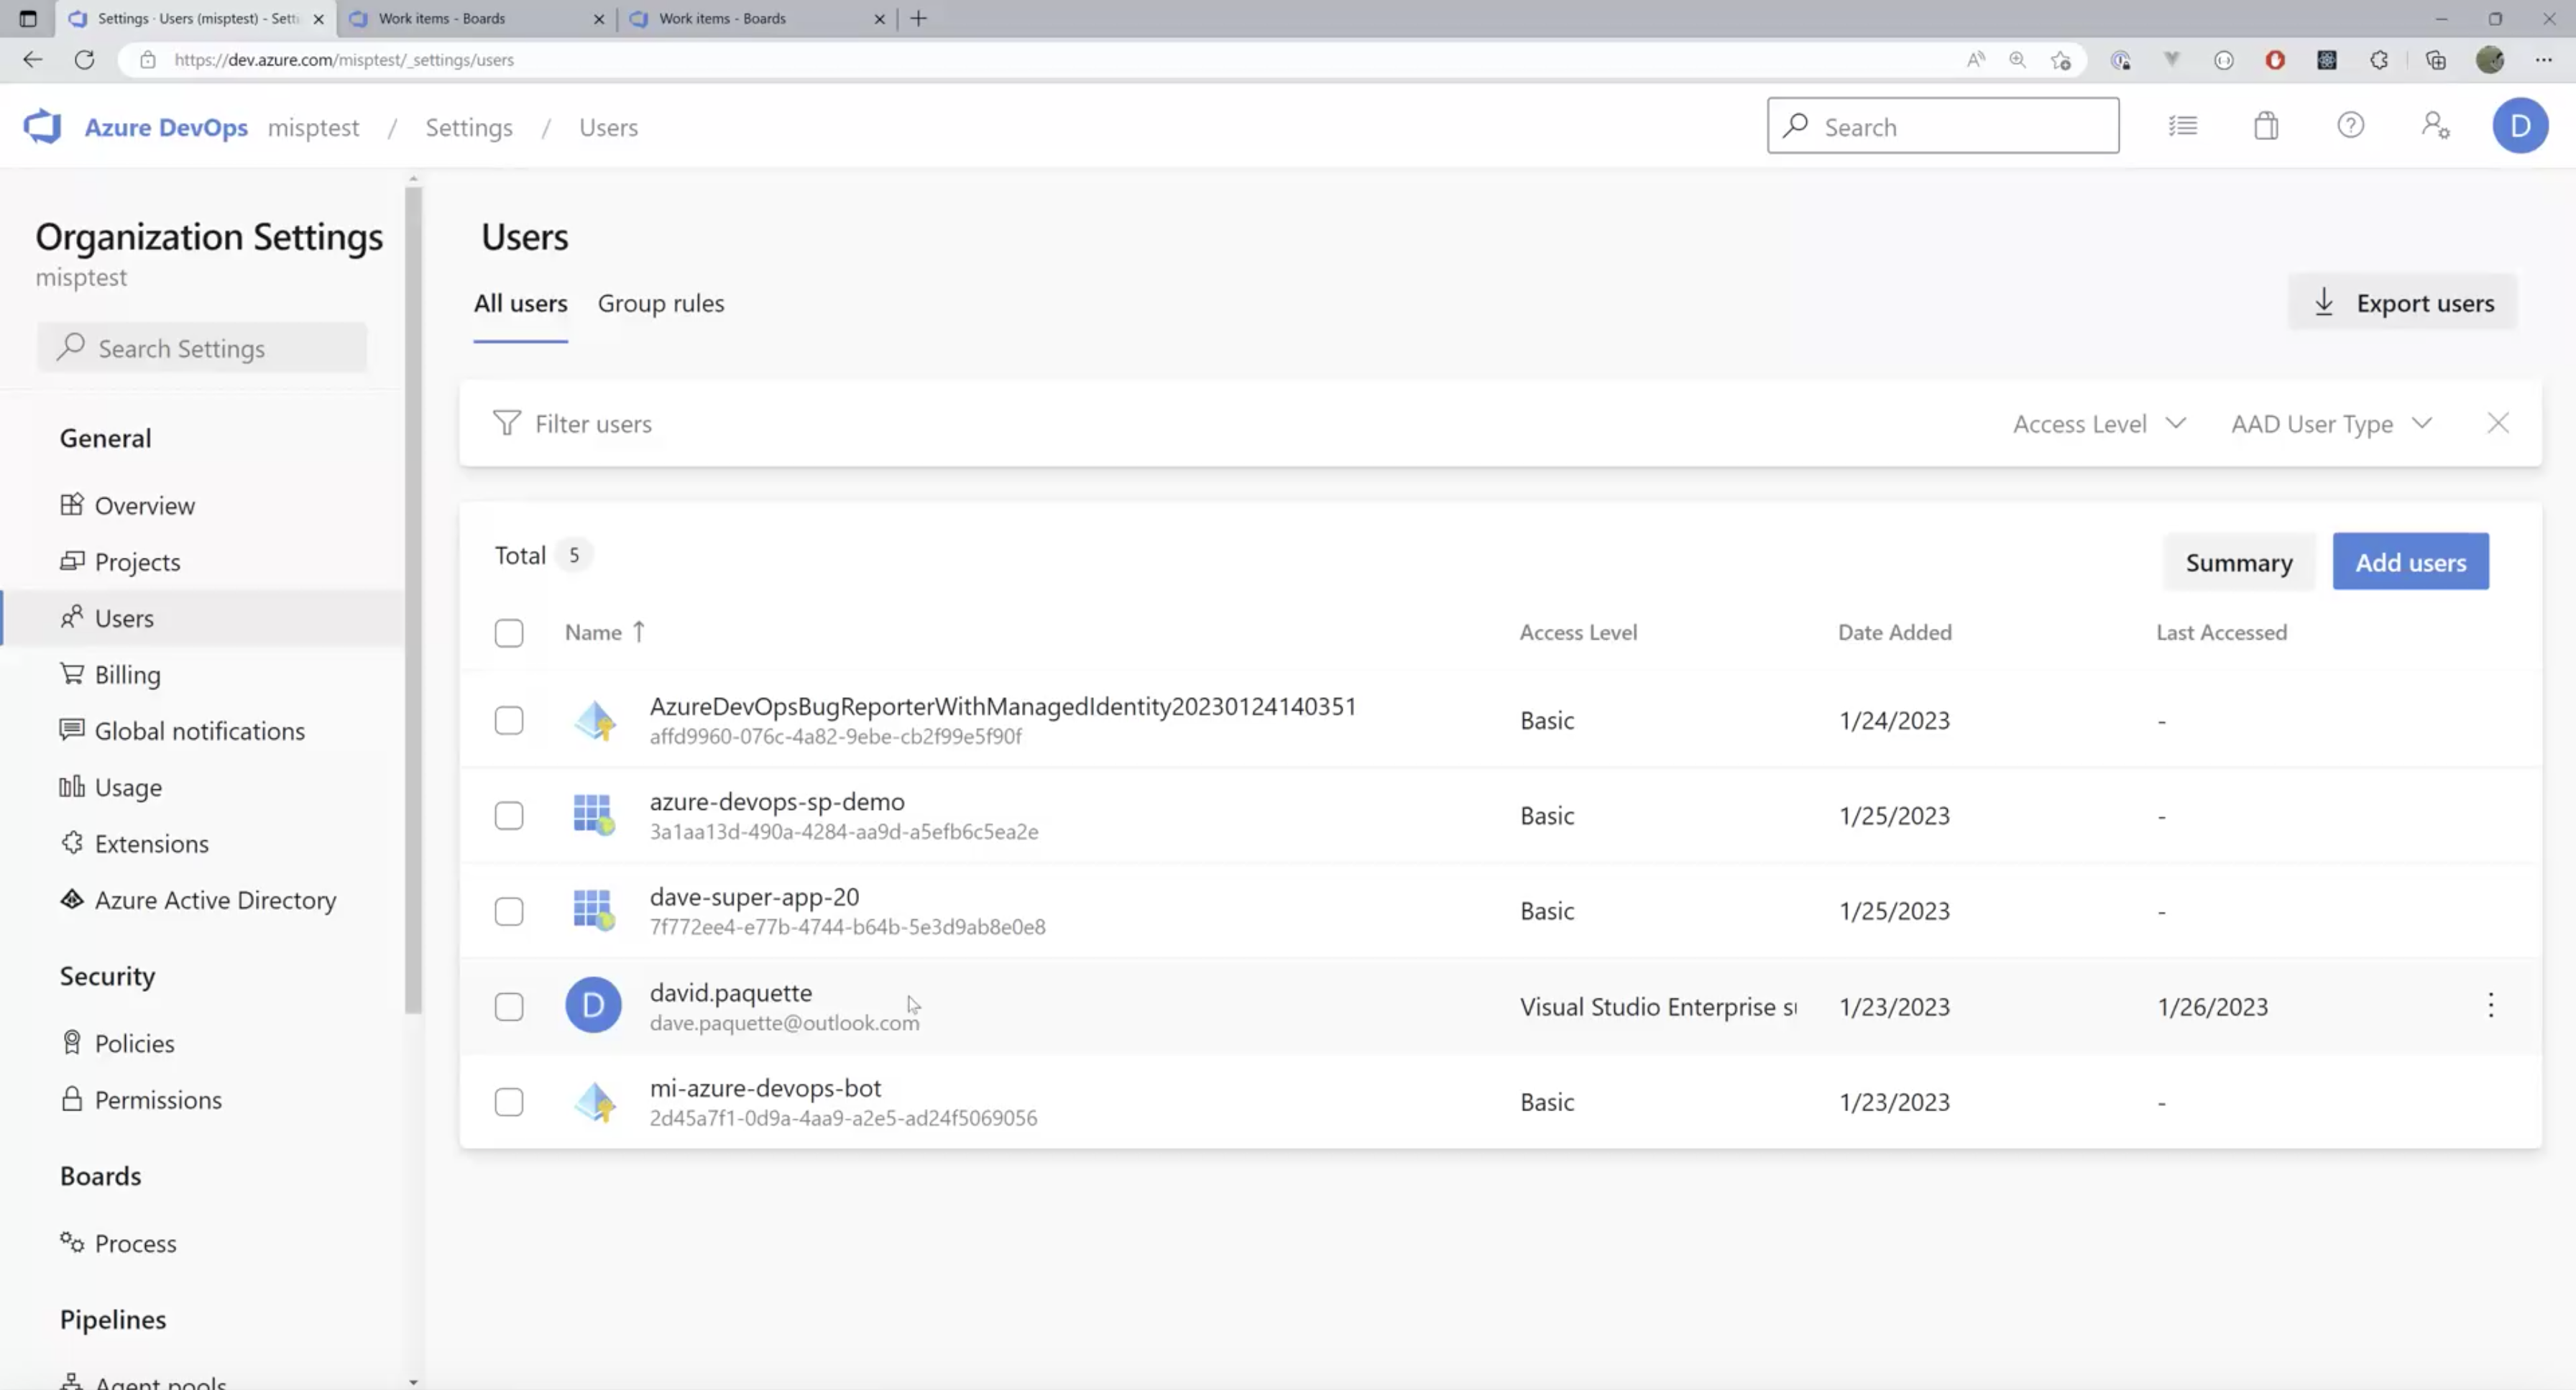 Settings · Users (misptest) - Sett
Work items - Boards
Work items - Boards
https://dev.azure.com/misptest/_settings/users
Azure DevOps misptest / Settings / Users
Search
D
Organization Settings
misptest
Search Settings
General
Overview
Projects
Users
Billing
Global notifications
Usage
Extensions
Azure Active Directory
Security
Policies
Permissions
Boards
Process
Pipelines
Agent pools
Users
All users Group rules
Export users
Filter users
Access Level AAD User Type
Total 5
Summary Add users
Name ↑ Access Level Date Added Last Accessed
AzureDevOpsBugReporterWithManagedIdentity20230124140351
affd9960-076c-4a82-9ebe-cb2f99e5f90f
Basic 1/24/2023 -
azure-devops-sp-demo
3a1aa13d-490a-4284-aa9d-a5efb6c5ea2e
Basic 1/25/2023 -
dave-super-app-20
7f772ee4-e77b-4744-b64b-5e3d9ab8e0e8
Basic 1/25/2023 -
D
david.paquette
dave.paquette@outlook.com
Visual Studio Enterprise su 1/23/2023 1/26/2023
mi-azure-devops-bot
2d45a7f1-0d9a-4aa9-a2e5-ad24f5069056
Basic 1/23/2023 -